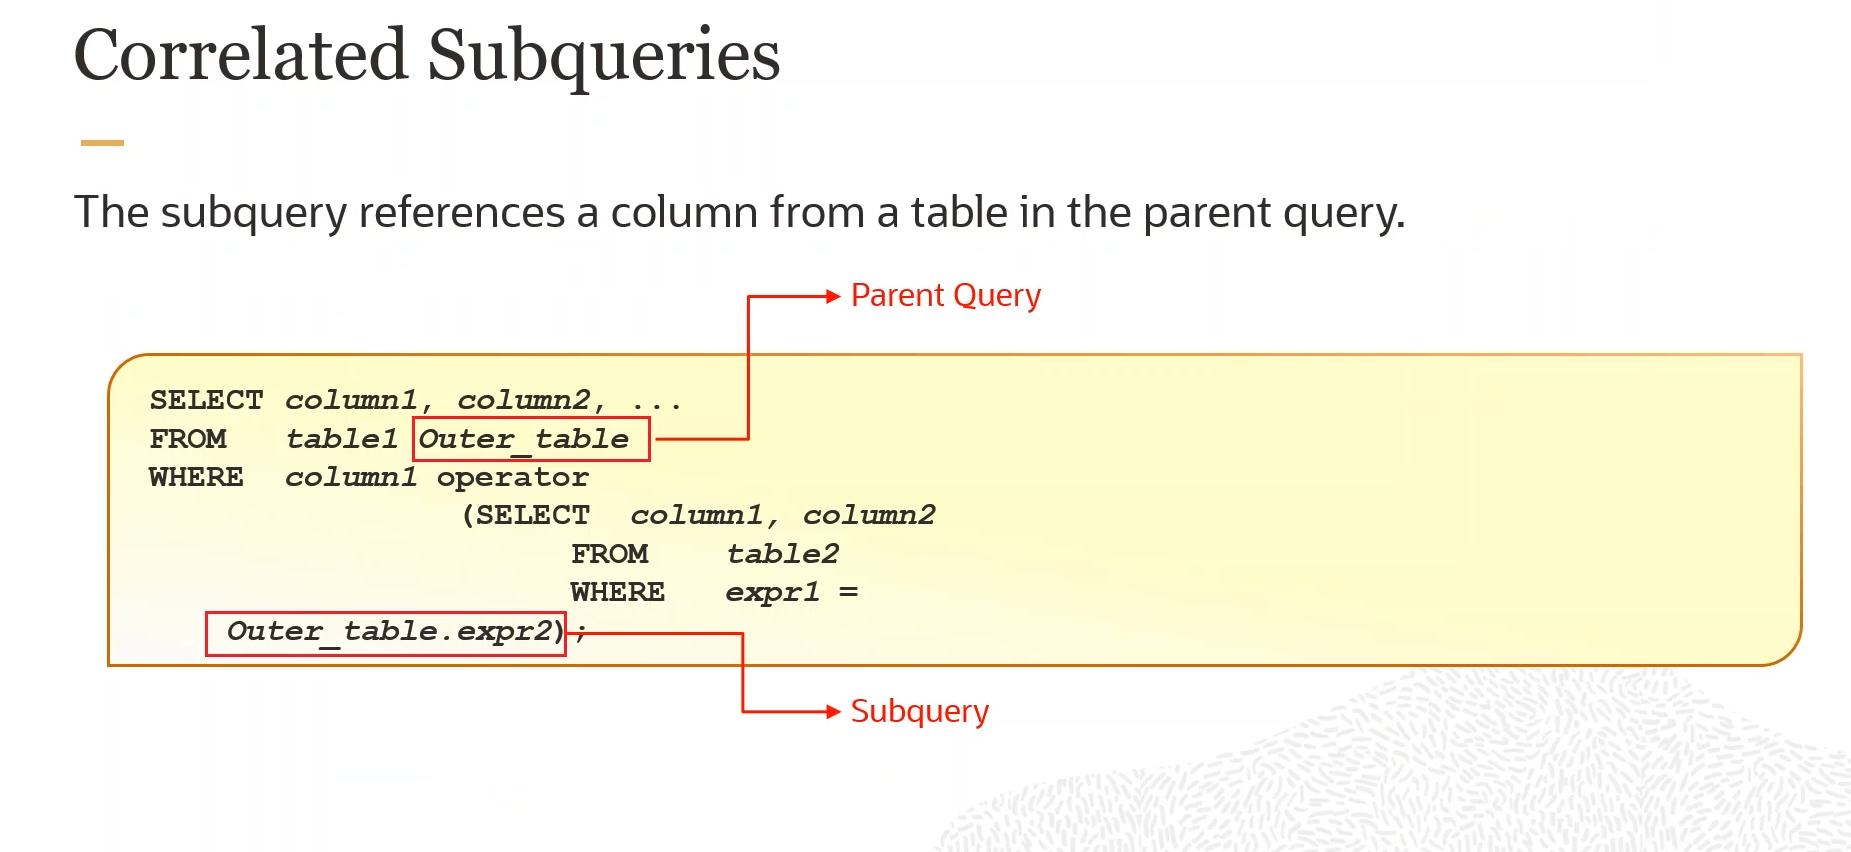 Correlated Subqueries
The subquery references a column from a table in the parent query.
Parent Query
SELECT column1, column2, ...
FROM table1 Outer_table
WHERE column1 operator
(SELECT column1, column2
FROM table2
WHERE expr1 =
Outer_table.expr2);
Subquery